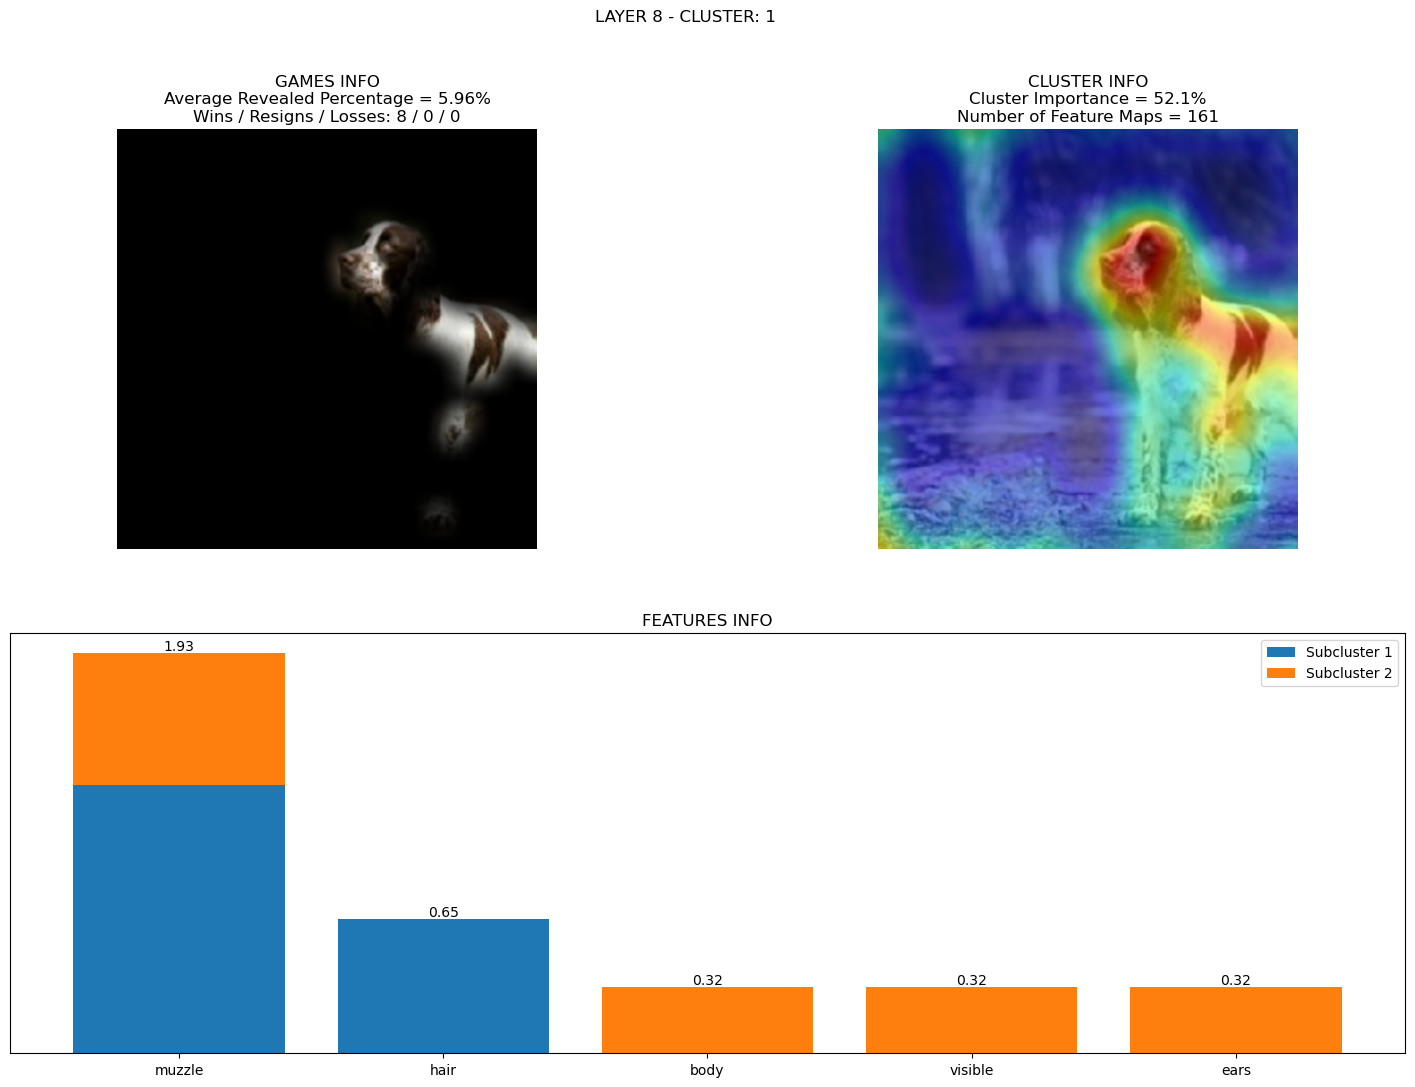 LAYER 8 - CLUSTER: 1
GAMES INFO
Average Revealed Percentage = 5.96%
Wins / Resigns / Losses: 8 / 0 / 0
CLUSTER INFO
Cluster Importance = 52.1%
Number of Feature Maps = 161
FEATURES INFO
Subcluster 1
Subcluster 2
1.93
0.65
0.32
0.32
0.32
muzzle
hair
body
visible
ears